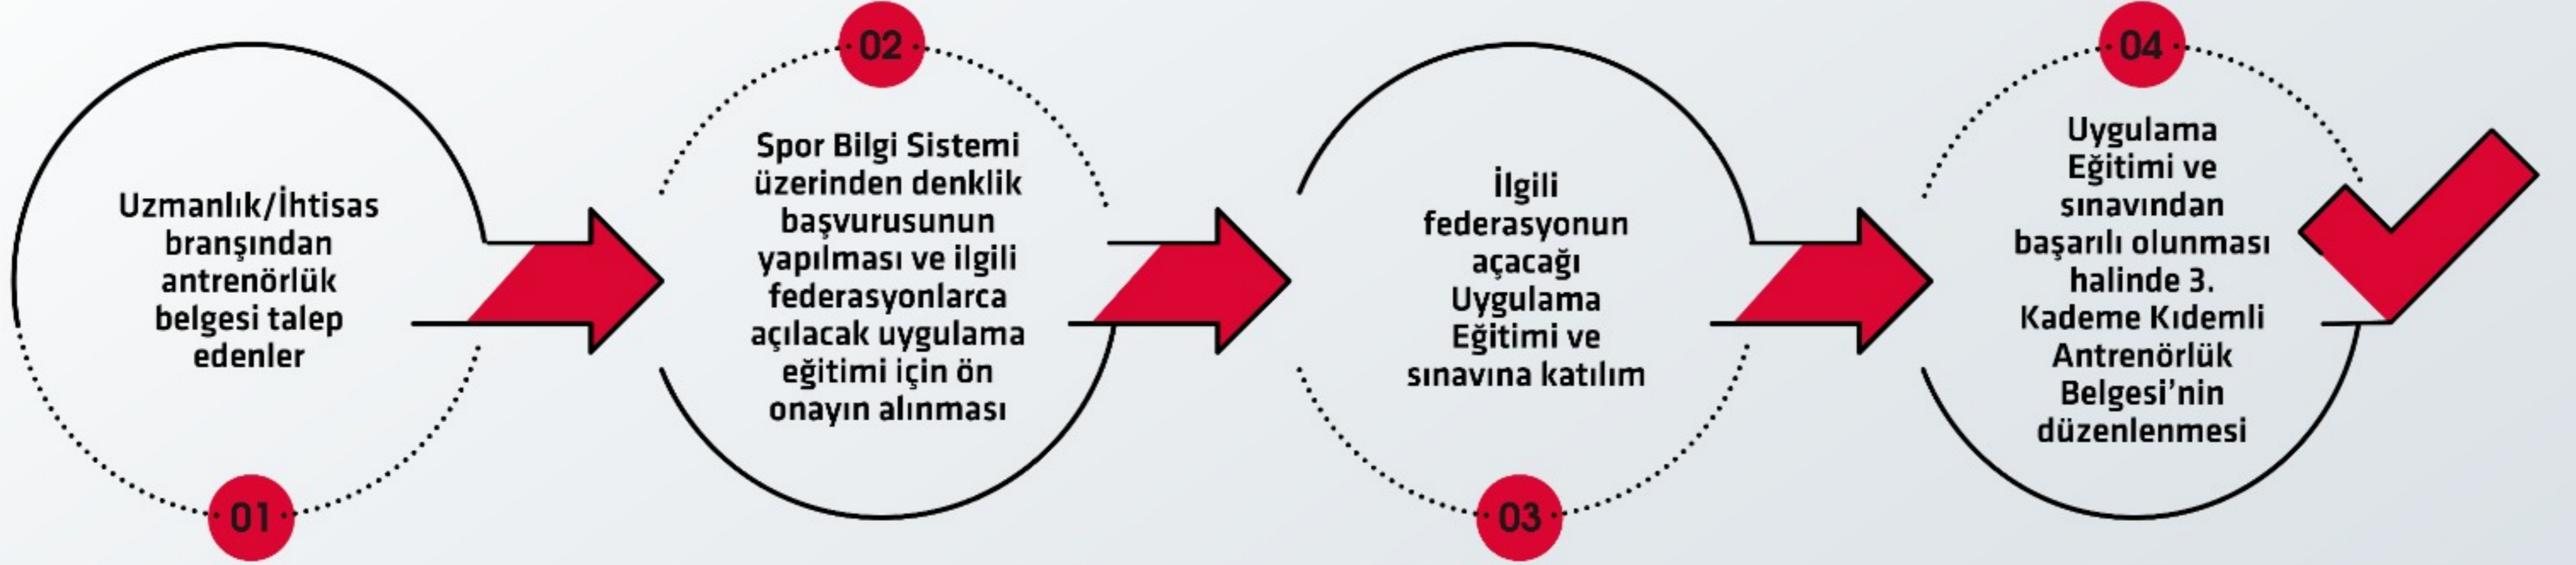 Uzmanlık/İhtisas
branşından
antrenörlük
belgesi talep
edenler
01
02
Spor Bilgi Sistemi
üzerinden denklik
başvurusunun
yapılması ve ilgili
federasyonlarca
açılacak uygulama
eğitimi için ön
onayın alınması
İlgili
federasyonun
açacağı
Uygulama
Eğitimi ve
sınavına katılım
03
04
Uygulama
Eğitimi ve
sınavından
başarılı olunması
halinde 3.
Kademe Kıdemli
Antrenörlük
Belgesi’nin
düzenlenmesi